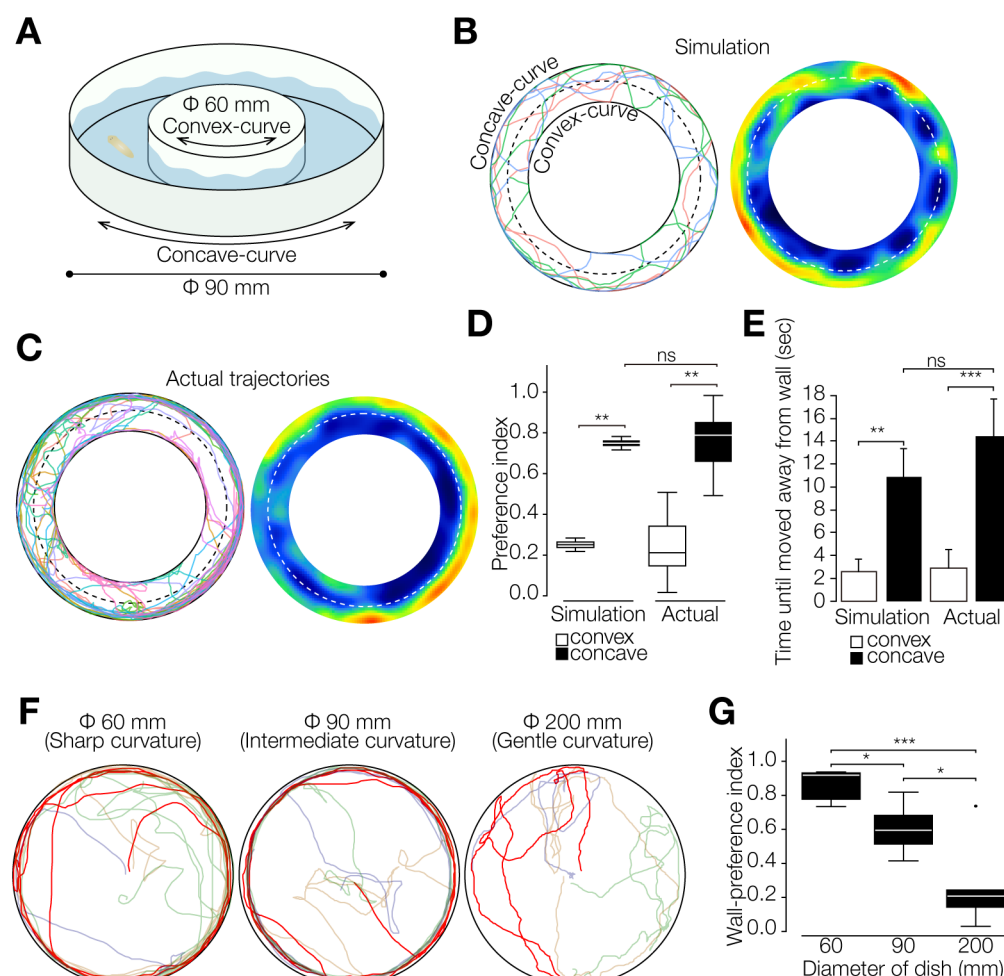 A
Φ 60 mm
Convex-curve
Concave-curve
Φ 90 mm
B
Simulation
Concave-curve
Convex-curve
C
Actual trajectories
D
Preference index
1.0
0.8
0.6
0.4
0.2
0.0
ns
**
**
Simulation
Actual
convex
concave
E
Time until moved away from wall (sec)
18
16
14
12
10
8
6
4
2
0
ns
***
**
Simulation
Actual
convex
concave
F
Φ 60 mm
(Sharp curvature)
Φ 90 mm
(Intermediate curvature)
Φ 200 mm
(Gentle curvature)
G
Wall-preference index
1.0
0.8
0.6
0.4
0.2
0.0
***
*
*
60
90
200
Diameter of dish (mm)